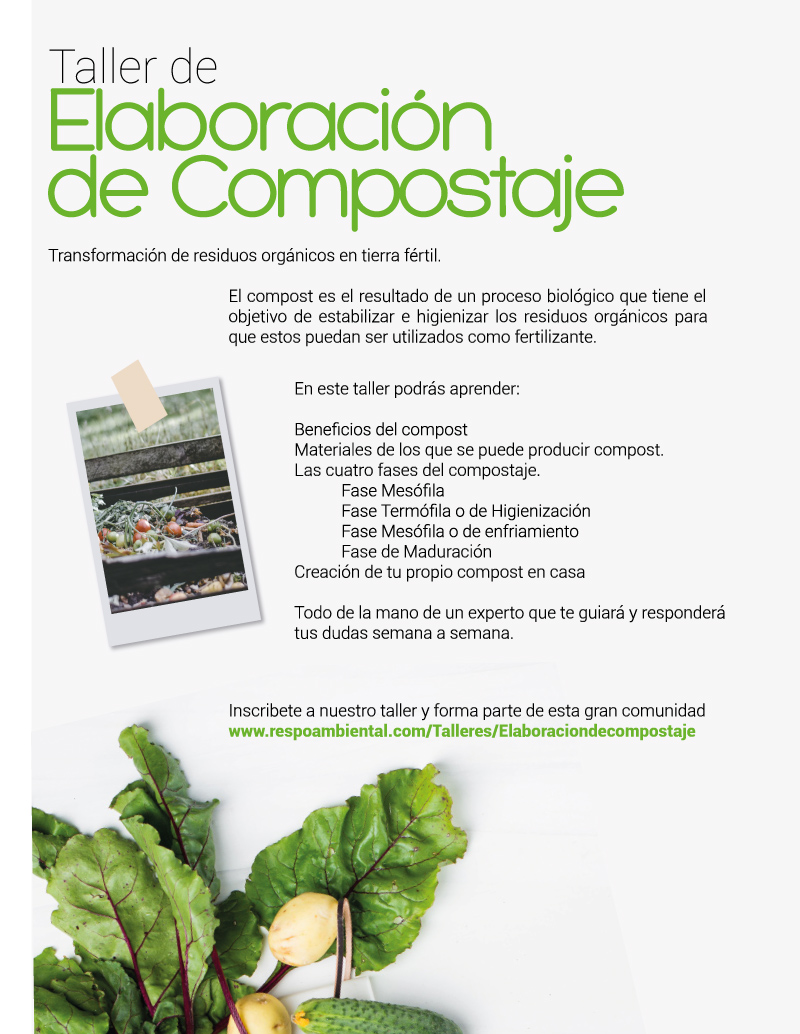 Taller de
Elaboración
de Compostaje
Transformación de residuos orgánicos en tierra fértil.
El compost es el resultado de un proceso biológico que tiene el
objetivo de estabilizar e higienizar los residuos orgánicos para
que estos puedan ser utilizados como fertilizante.
En este taller podrás aprender:
Beneficios del compost
Materiales de los que se puede producir compost.
Las cuatro fases del compostaje.
Fase Mesófila
Fase Termófila o de Higienización
Fase Mesófila o de enfriamiento
Fase de Maduración
Creación de tu propio compost en casa
Todo de la mano de un experto que te guiará y responderá
tus dudas semana a semana.
Inscribete a nuestro taller y forma parte de esta gran comunidad
www.respoambiental.com/Talleres/Elaboraciondecompostaje